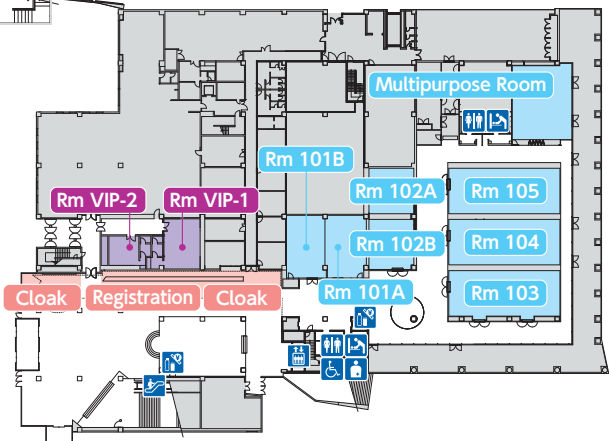 Multipurpose Room
Rm 101B
Rm 102A
Rm 105
Rm VIP-2
Rm VIP-1
Rm 102B
Rm 104
Cloak
Registration
Cloak
Rm 101A
Rm 103